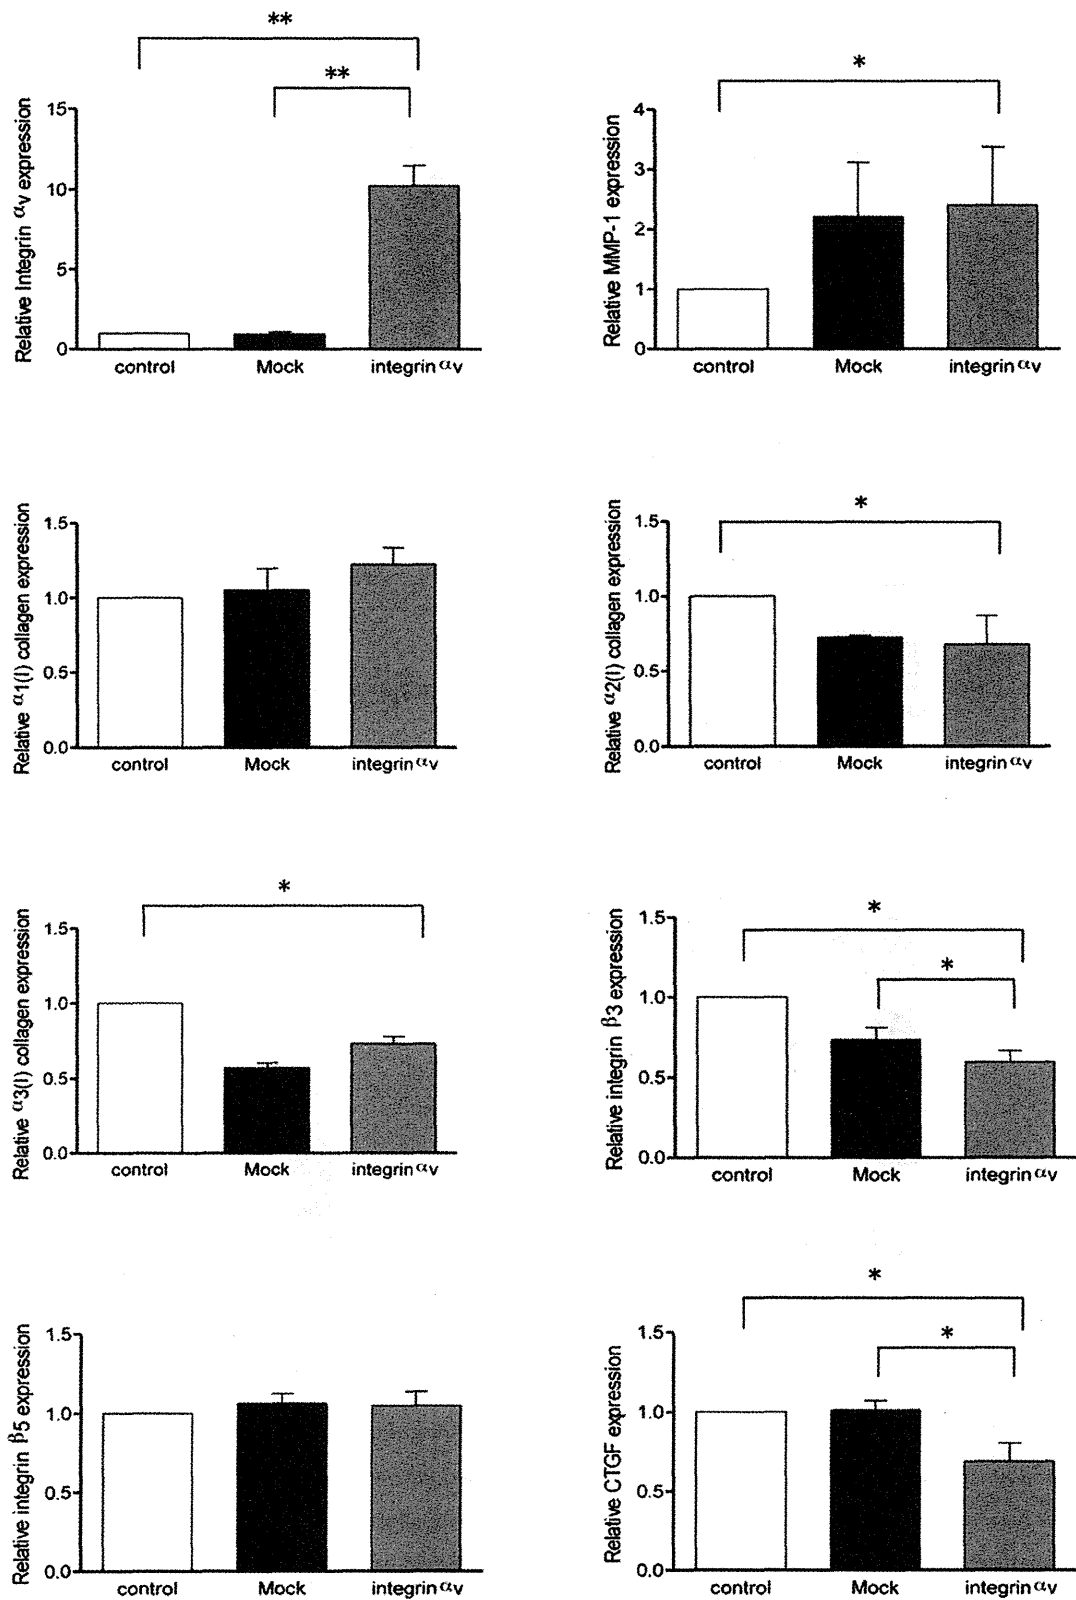 **
**
Relative Integrin αv expression
15
10
5
0
control Mock integrin αv
*
Relative MMP-1 expression
4
3
2
1
0
control Mock integrin αv
Relative α1(I) collagen expression
1.5
1.0
0.5
0.0
control Mock integrin αv
*
Relative α2(I) collagen expression
1.5
1.0
0.5
0.0
control Mock integrin αv
*
Relative α3(I) collagen expression
1.5
1.0
0.5
0.0
control Mock integrin αv
*
*
Relative integrin β3 expression
1.5
1.0
0.5
0.0
control Mock integrin αv
Relative integrin β5 expression
1.5
1.0
0.5
0.0
control Mock integrin αv
*
*
Relative CTGF expression
1.5
1.0
0.5
0.0
control Mock integrin αv